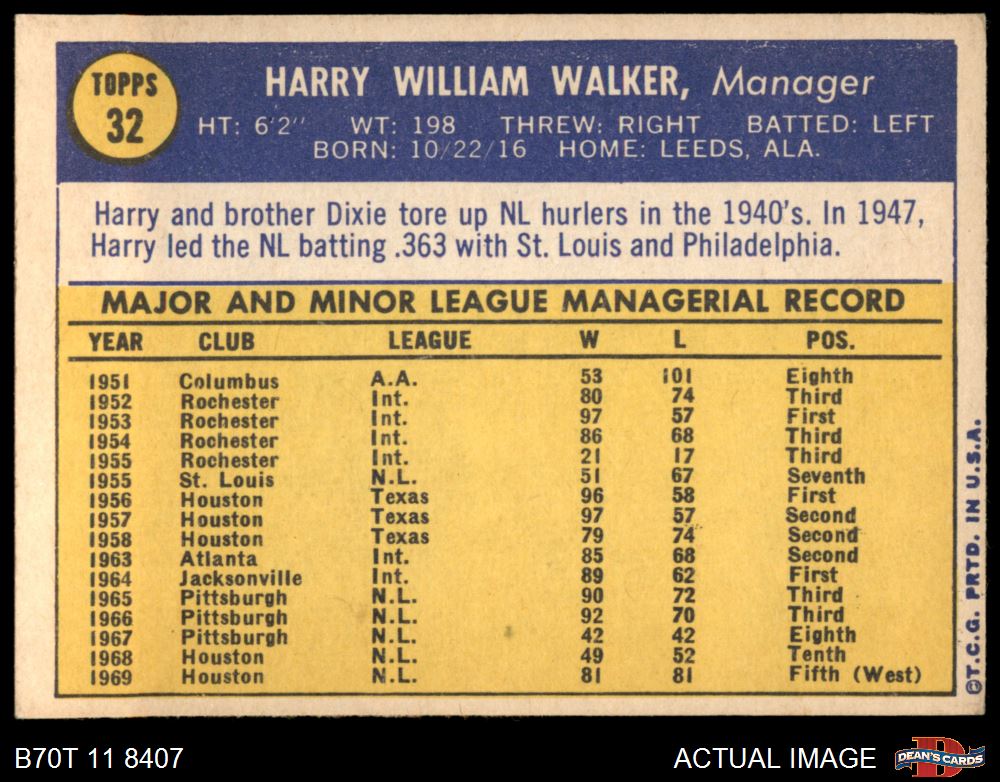 TOPPS
32
HARRY WILLIAM WALKER, Manager
HT: 6'2" WT: 198 THREW: RIGHT BATTED: LEFT
BORN: 10/22/16 HOME: LEEDS, ALA.
Harry and brother Dixie tore up NL hurlers in the 1940's. In 1947,
Harry led the NL batting .363 with St. Louis and Philadelphia.
MAJOR AND MINOR LEAGUE MANAGERIAL RECORD
YEAR CLUB LEAGUE W L POS.
1951 Columbus A.A. 53 101 Eighth
1952 Rochester Int. 80 74 Third
1953 Rochester Int. 97 57 First
1954 Rochester Int. 86 68 Third
1955 Rochester Int. 21 17 Third
1955 St. Louis N.L. 51 67 Seventh
1956 Houston Texas 96 58 First
1957 Houston Texas 97 57 Second
1958 Houston Texas 79 74 Second
1963 Atlanta Int. 85 68 Second
1964 Jacksonville Int. 89 62 First
1965 Pittsburgh N.L. 90 72 Third
1966 Pittsburgh N.L. 92 70 Third
1967 Pittsburgh N.L. 42 42 Eighth
1968 Houston N.L. 49 52 Tenth
1969 Houston N.L. 81 81 Fifth (West)
©T.C.G. PRTD. IN U.S.A.
B70T 11 8407
ACTUAL IMAGE
D
DEAN'S CARDS